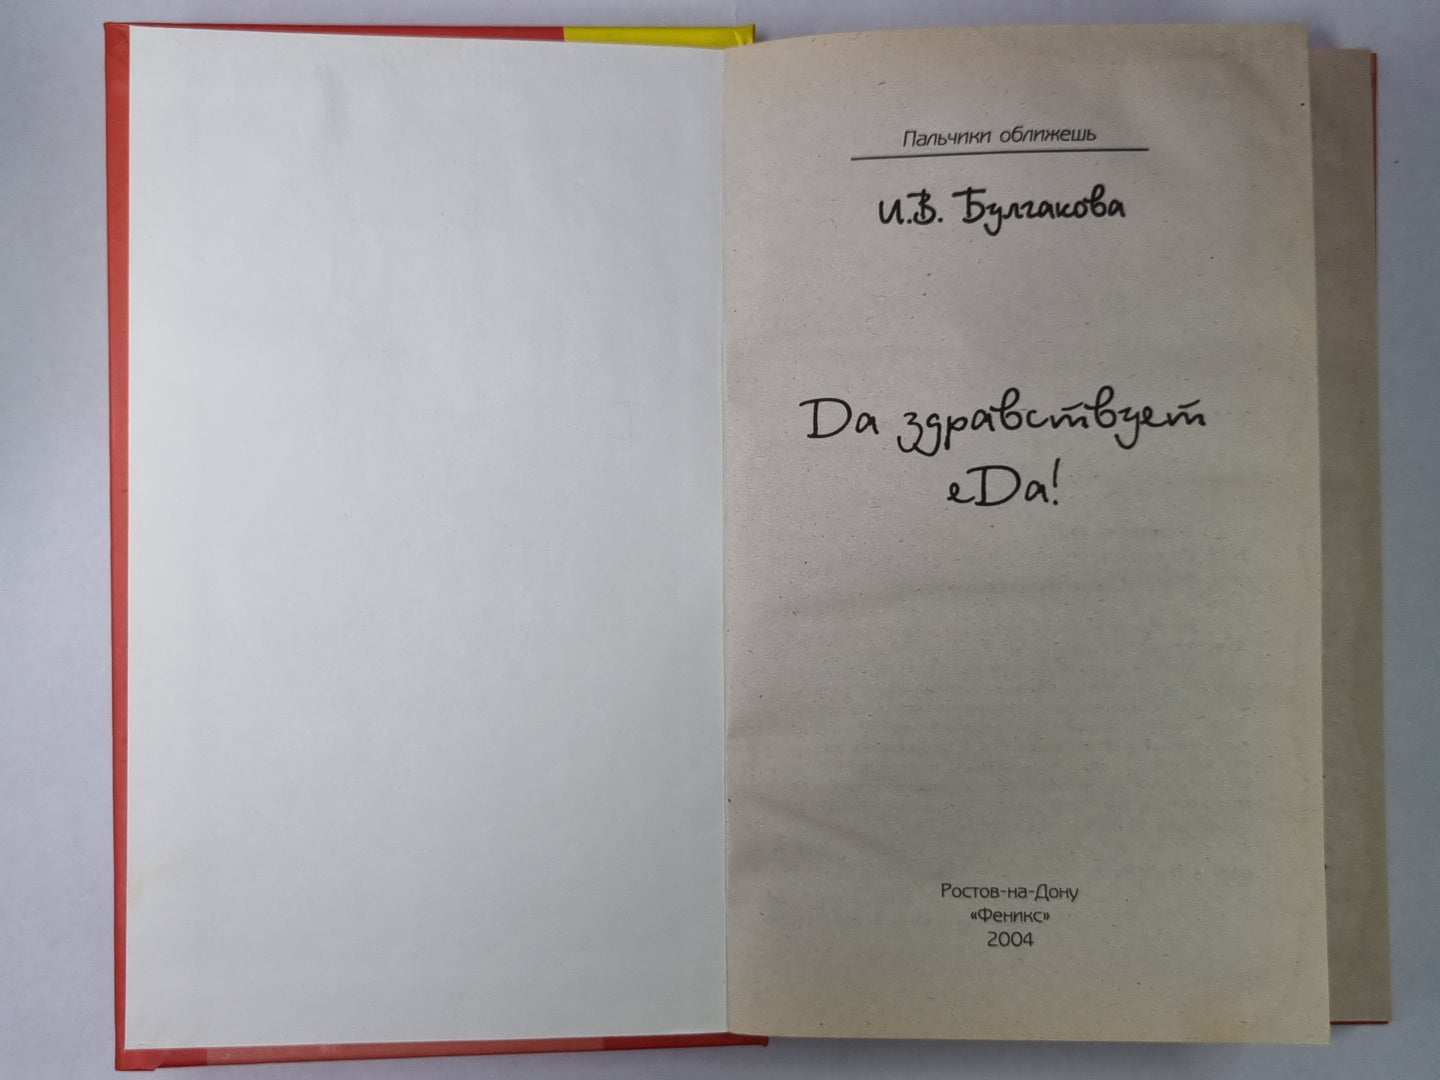 Пальчики оближешь
И.В. Булгакова
Да здравствует
еДа!
Ростов-на-Дону
«Феникс»
2004